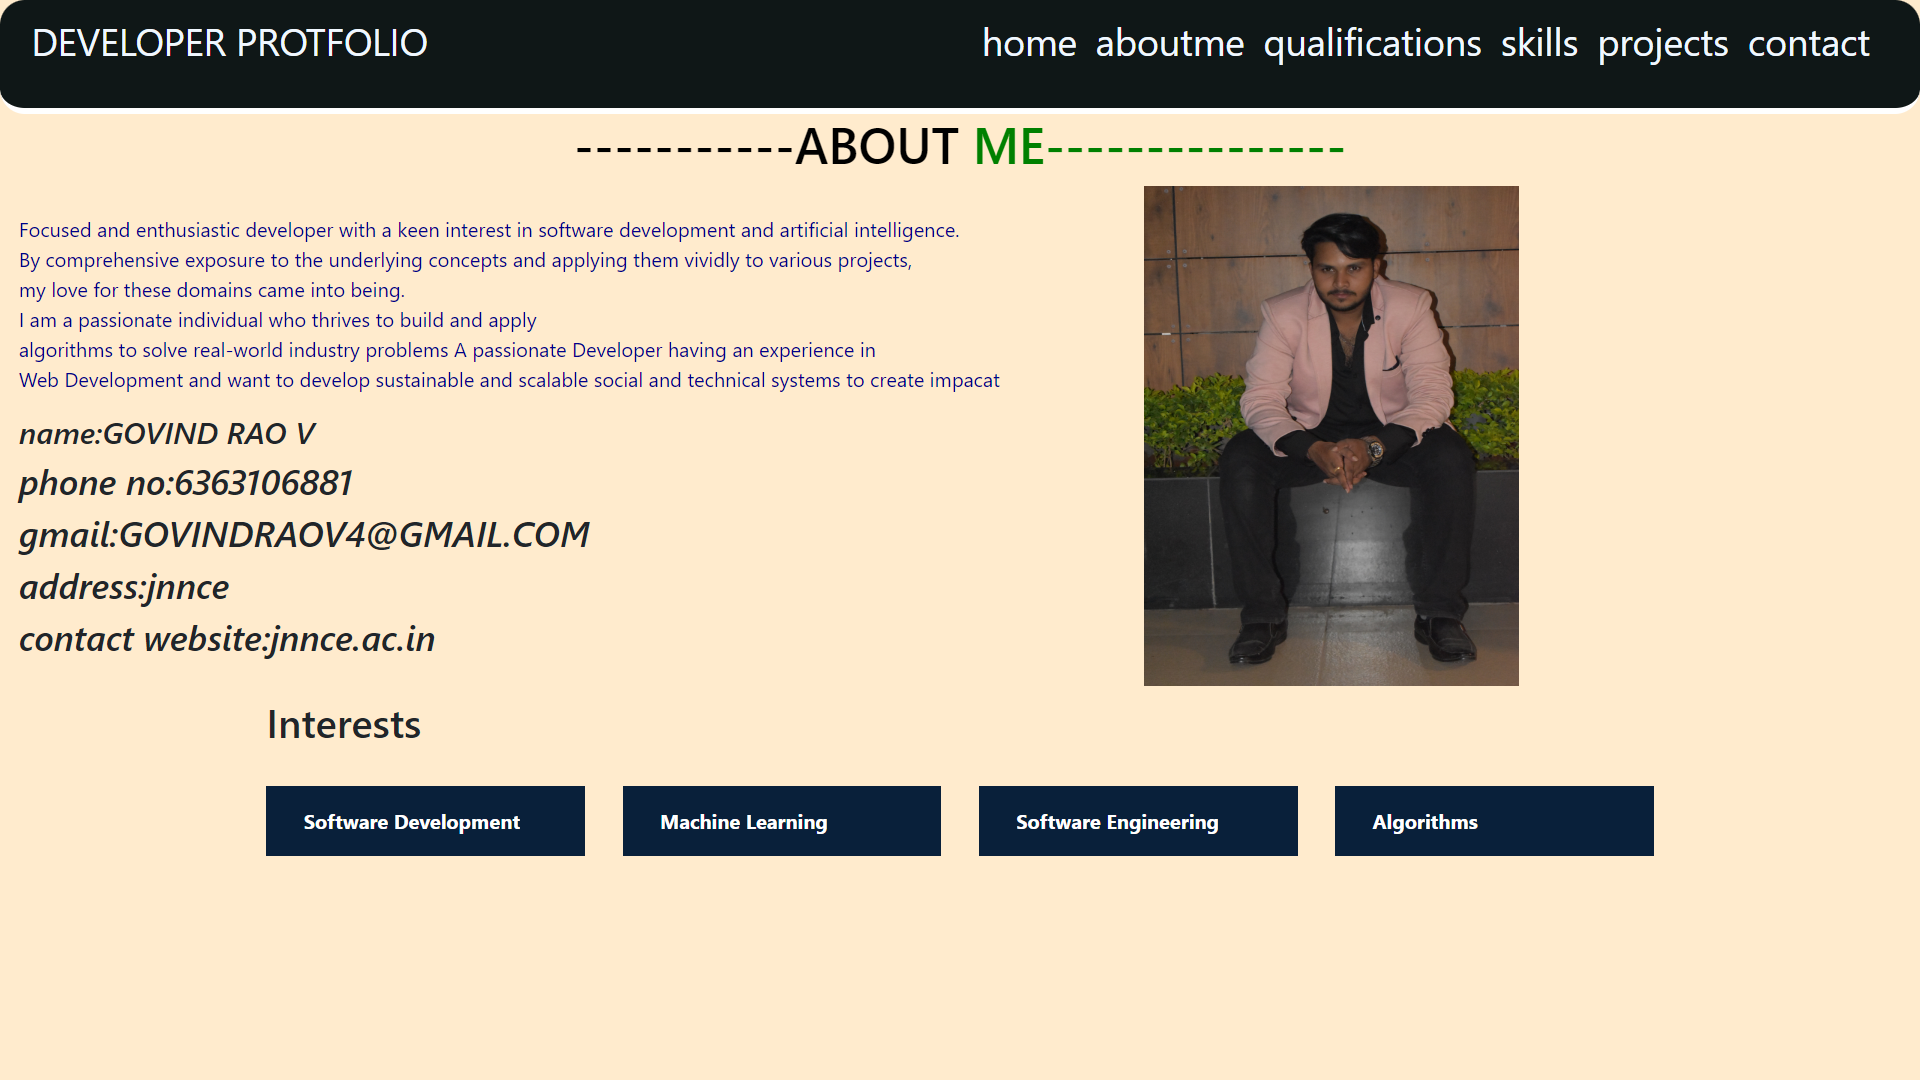 DEVELOPER PROTFOLIO
home aboutme qualifications skills projects contact
-----------ABOUT ME---------------
Focused and enthusiastic developer with a keen interest in software development and artificial intelligence.
By comprehensive exposure to the underlying concepts and applying them vividly to various projects,
my love for these domains came into being.
I am a passionate individual who thrives to build and apply
algorithms to solve real-world industry problems A passionate Developer having an experience in
Web Development and want to develop sustainable and scalable social and technical systems to create impacat
name:GOVIND RAO V
phone no:6363106881
gmail:GOVINDRAOV4@GMAIL.COM
address:jnnce
contact website:jnnce.ac.in
Interests
Software Development
Machine Learning
Software Engineering
Algorithms